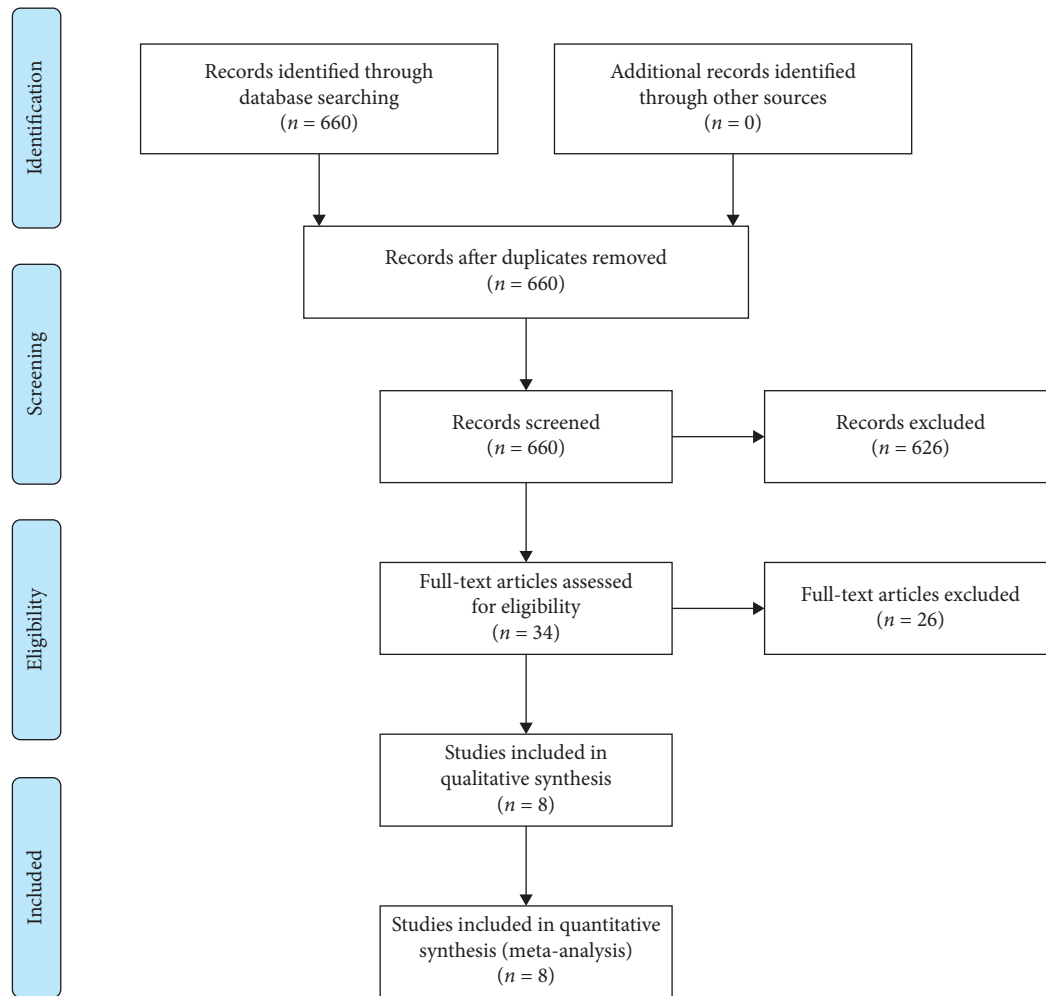 Identification
Records identified through
database searching
(n = 660)
Additional records identified
through other sources
(n = 0)
Records after duplicates removed
(n = 660)
Screening
Records screened
(n = 660)
Records excluded
(n = 626)
Eligibility
Full-text articles assessed
for eligibility
(n = 34)
Full-text articles excluded
(n = 26)
Studies included in
qualitative synthesis
(n = 8)
Included
Studies included in quantitative
synthesis (meta-analysis)
(n = 8)